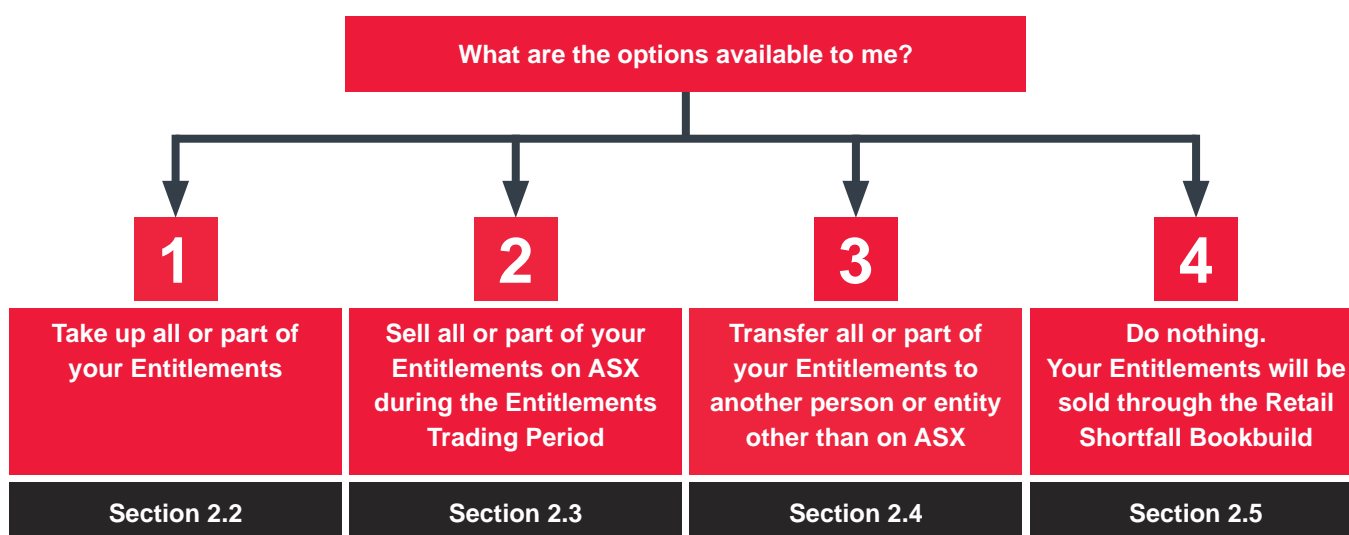 What are the options available to me?
1
Take up all or part of
your Entitlements
Section 2.2
2
Sell all or part of your
Entitlements on ASX
during the Entitlements
Trading Period
Section 2.3
3
Transfer all or part of
your Entitlements to
another person or entity
other than on ASX
Section 2.4
4
Do nothing.
Your Entitlements will be
sold through the Retail
Shortfall Bookbuild
Section 2.5